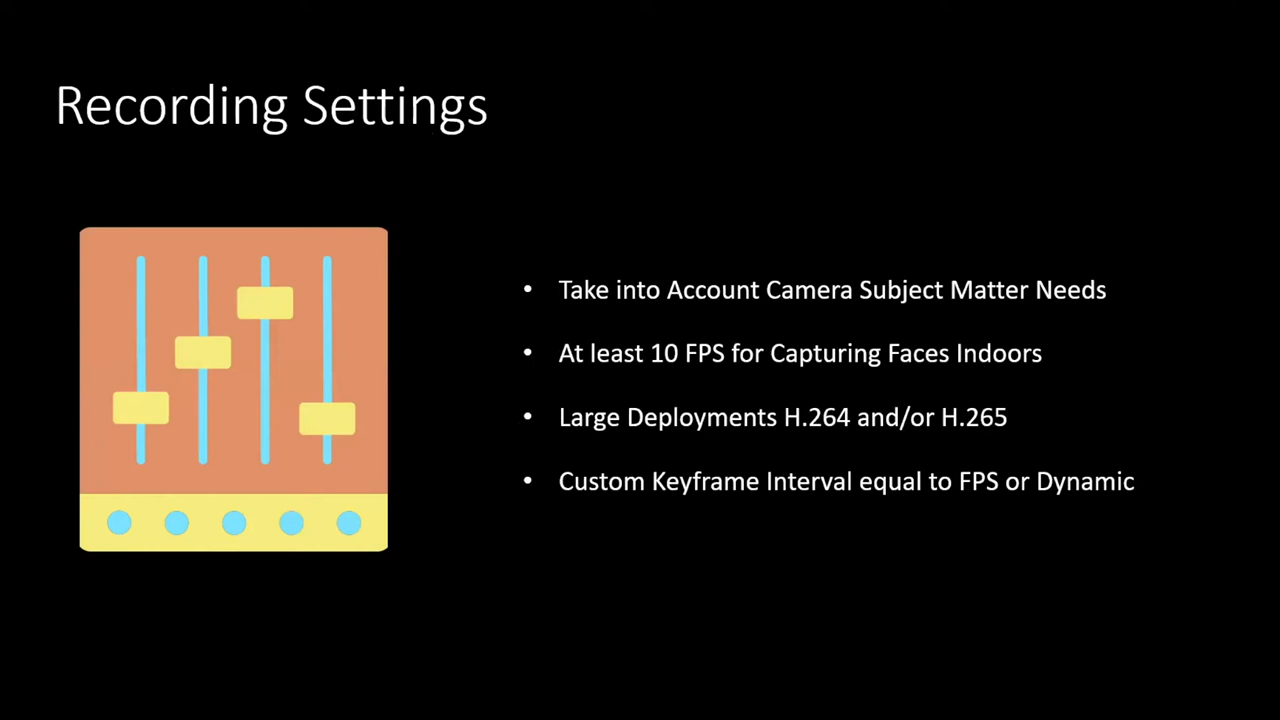 Recording Settings
• Take into Account Camera Subject Matter Needs
• At least 10 FPS for Capturing Faces Indoors
• Large Deployments H.264 and/or H.265
• Custom Keyframe Interval equal to FPS or Dynamic